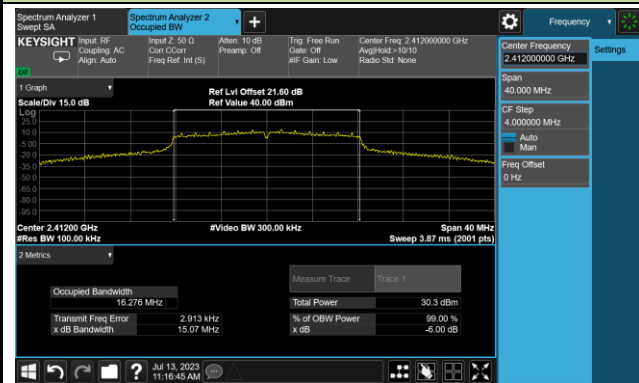 Spectrum Analyzer 1
Swept SA
Spectrum Analyzer 2
Occupied BW
+
Frequency
KEYSIGHT
Input: RF
Coupling: AC
Align: Auto
Input Z: 50 Ω
Corr CCorr
Freq Ref: Int (S)
Atten: 10 dB
Preamp: Off
Trig: Free Run
Gate: Off
#IF Gain: Low
Center Freq: 2.412000000 GHz
Avg|Hold:>10/10
Radio Std: None
LXI
Center Frequency
2.412000000 GHz
Settings
Span
40.000 MHz
CF Step
4.000000 MHz
Auto
Man
Freq Offset
0 Hz
1 Graph
Scale/Div 15.0 dB
Ref Lvl Offset 21.60 dB
Ref Value 40.00 dBm
Log
25.0
10.0
-5.00
-20.0
-35.0
-50.0
-65.0
-80.0
-95.0
Center 2.41200 GHz
#Res BW 100.00 kHz
#Video BW 300.00 kHz
Span 40 MHz
Sweep 3.87 ms (2001 pts)
2 Metrics
Measure Trace
Trace 1
Occupied Bandwidth
16.276 MHz
Total Power
30.3 dBm
Transmit Freq Error
2.913 kHz
% of OBW Power
99.00 %
x dB Bandwidth
15.07 MHz
x dB
-6.00 dB
?
Jul 13, 2023
11:16:45 AM